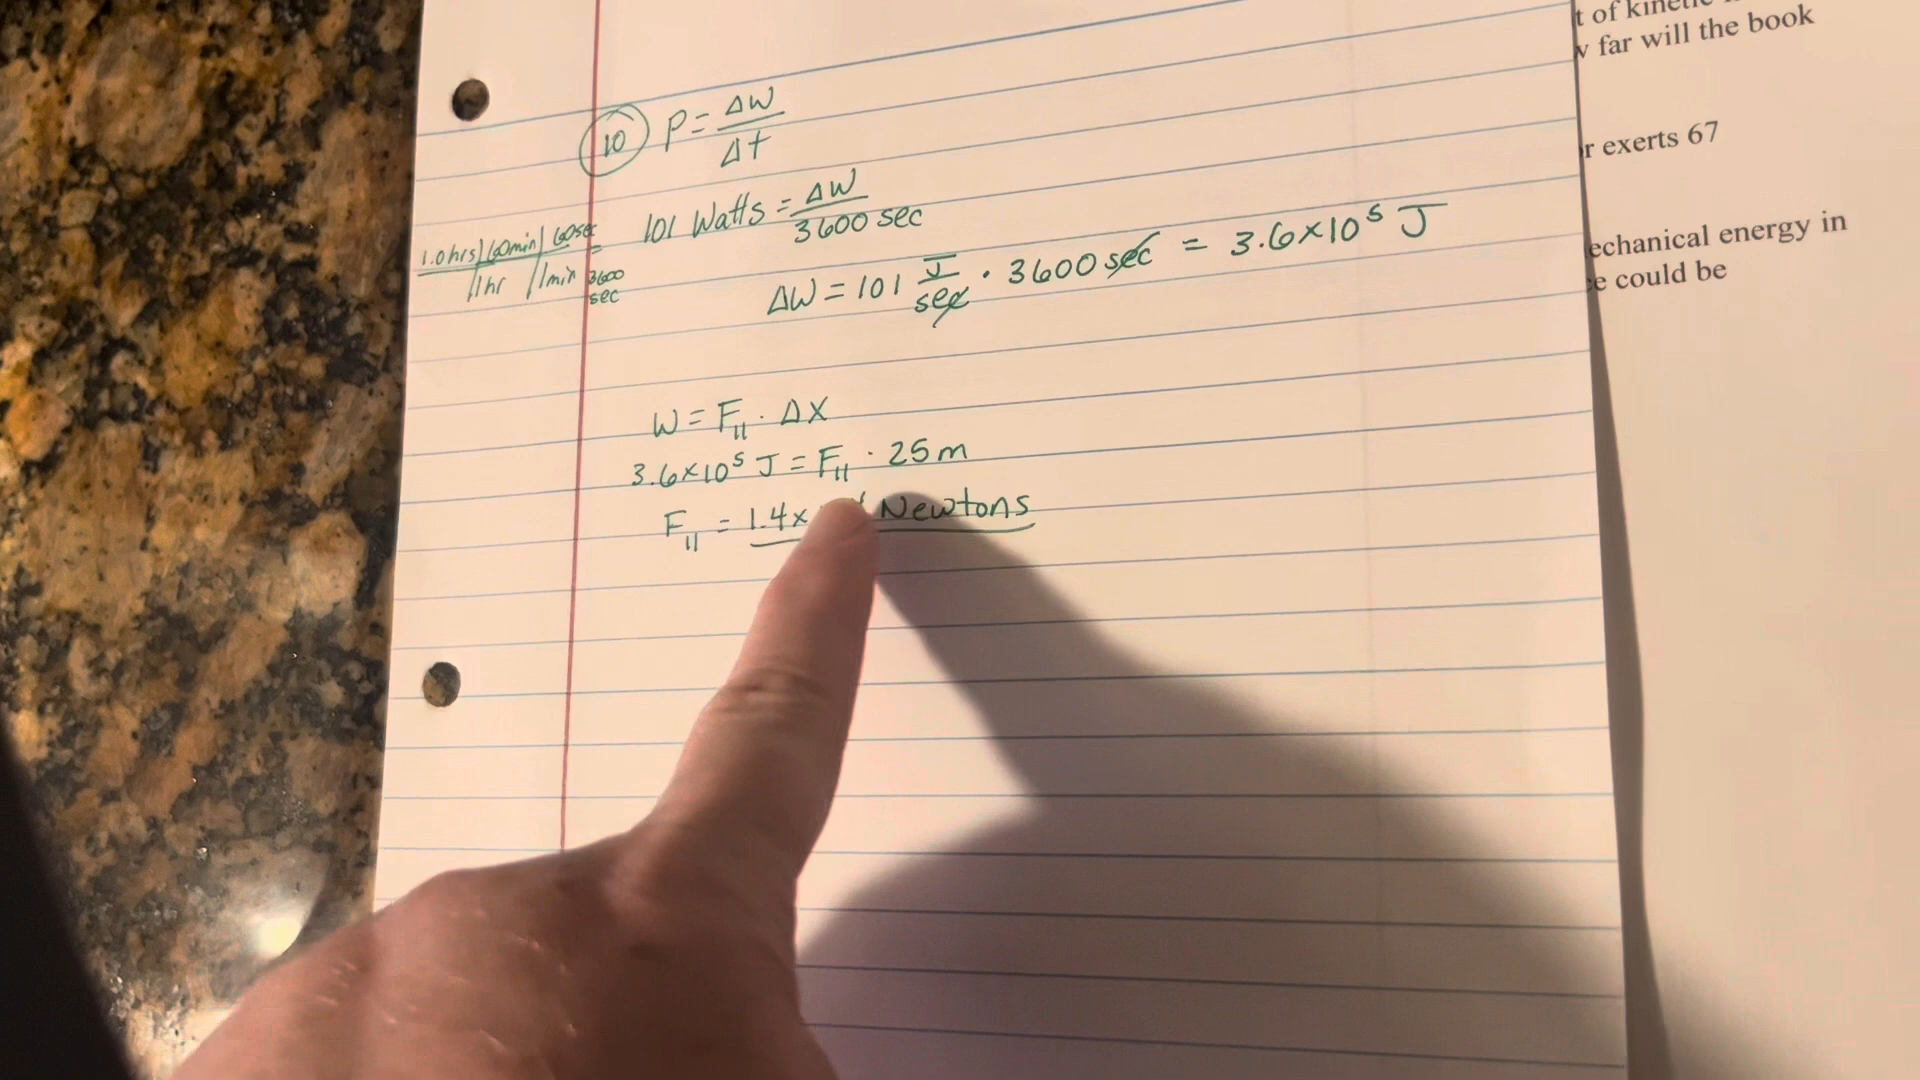 10 P = ΔW / Δt
101 Watts = ΔW / 3600 sec
1.0 hrs | 60 min | 60 sec =
1 hr | 1 min 3600
sec
ΔW = 101 J/sec · 3600 sec = 3.6×10⁵ J
W = F∥ · ΔX
3.6×10⁵ J = F∥ · 25 m
F∥ = 1.4× Newtons
t of kinetic
far will the book
r exerts 67
echanical energy in
e could be